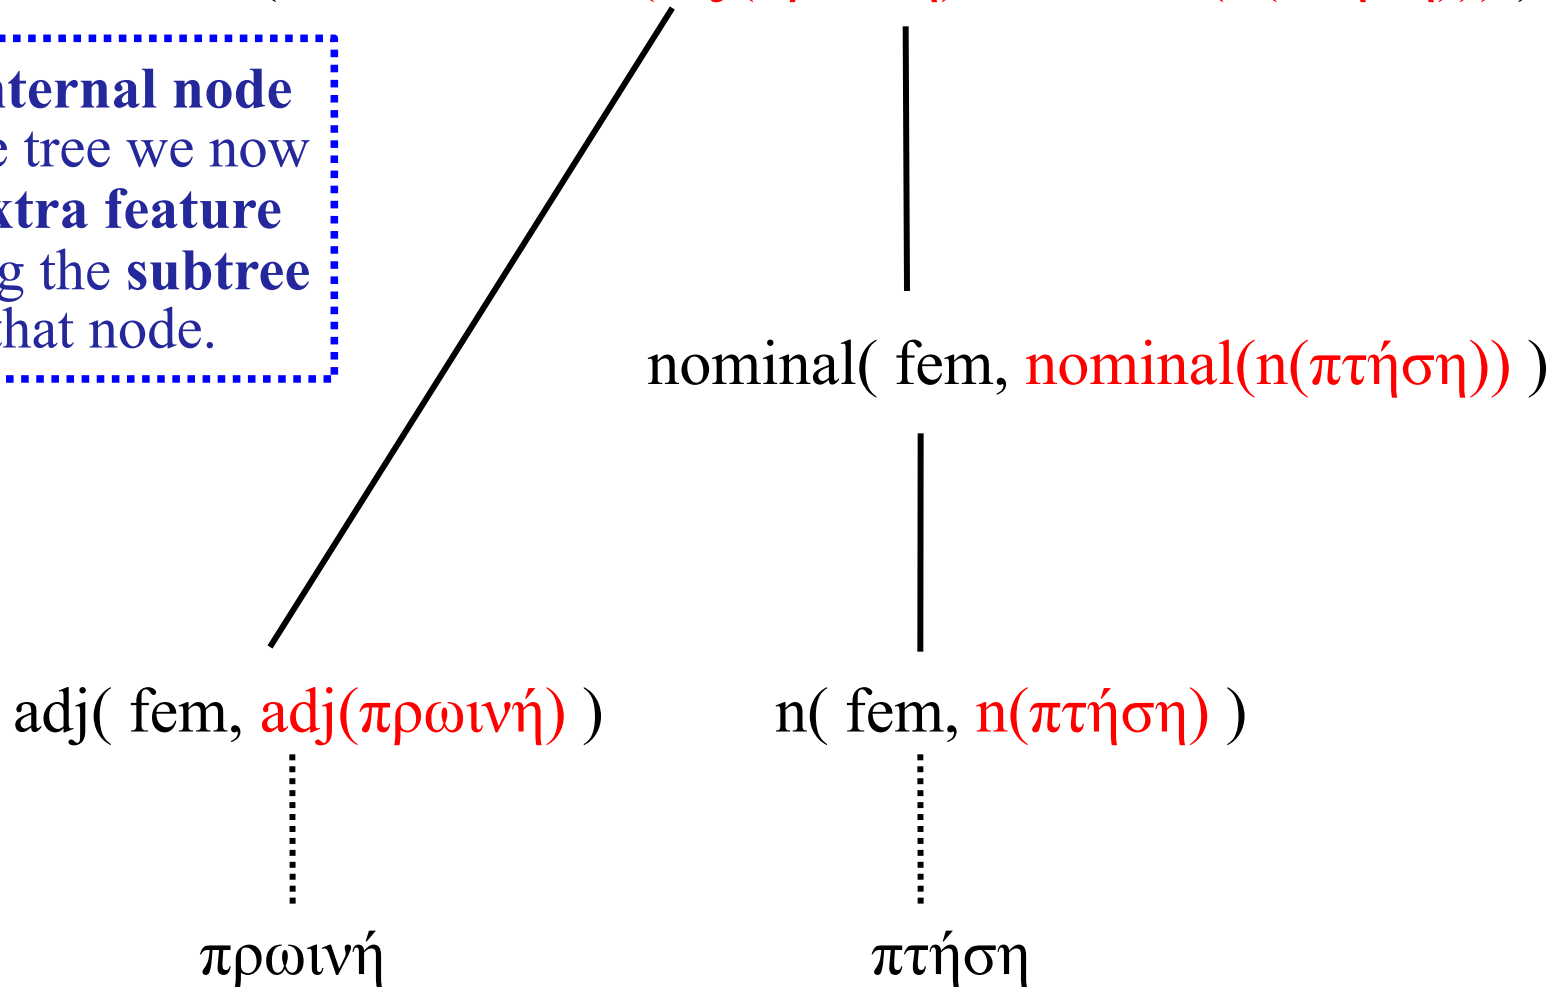 nternal node
e tree we now
xtra feature
g the subtree
that node.
nominal( fem, nominal(n(πτήση)) )
adj( fem, adj(πρωινή) )
n( fem, n(πτήση) )
πρωινή
πτήση